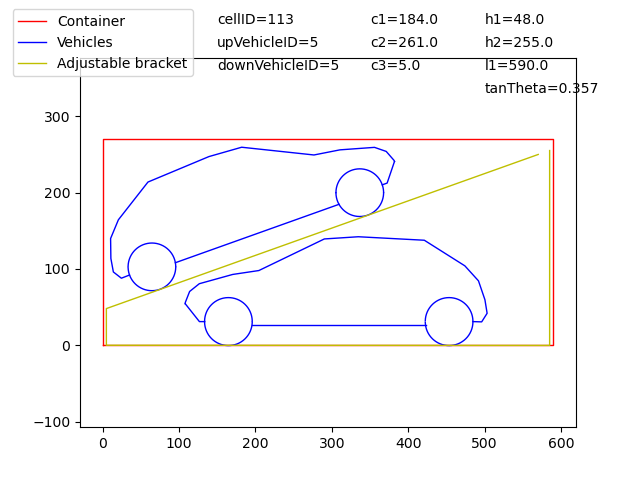 Container
Vehicles
Adjustable bracket
cellID=113
upVehicleID=5
downVehicleID=5
c1=184.0
c2=261.0
c3=5.0
h1=48.0
h2=255.0
l1=590.0
tanTheta=0.357
300
200
100
0
−100
0 100 200 300 400 500 600